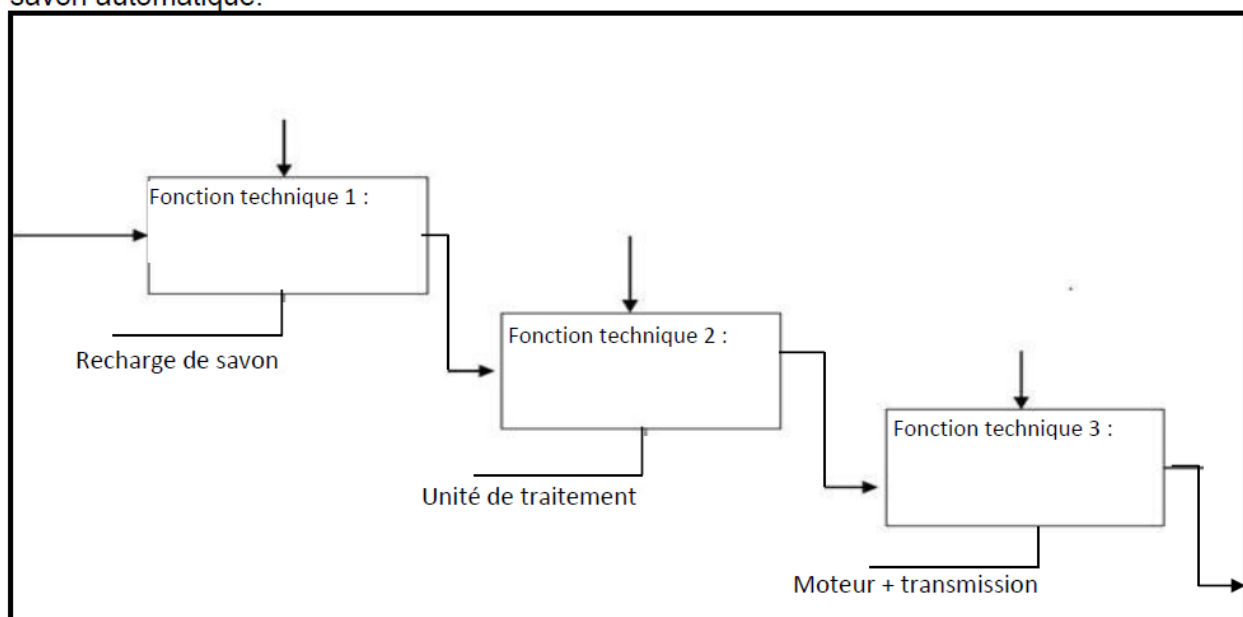 savon automatique.
Fonction technique 1 :
Recharge de savon
Fonction technique 2 :
Unité de traitement
Fonction technique 3 :
Moteur + transmission